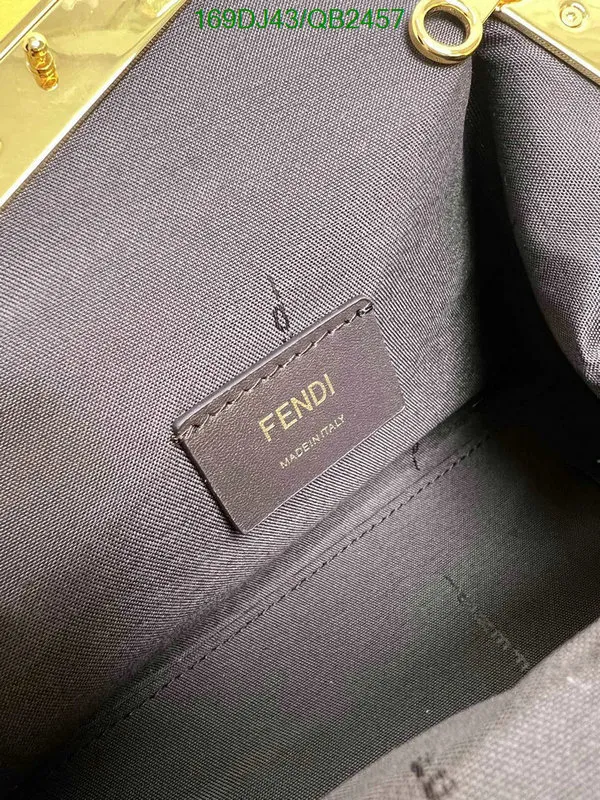 169DJ43/QB2457
FENDI
MADE IN ITALY